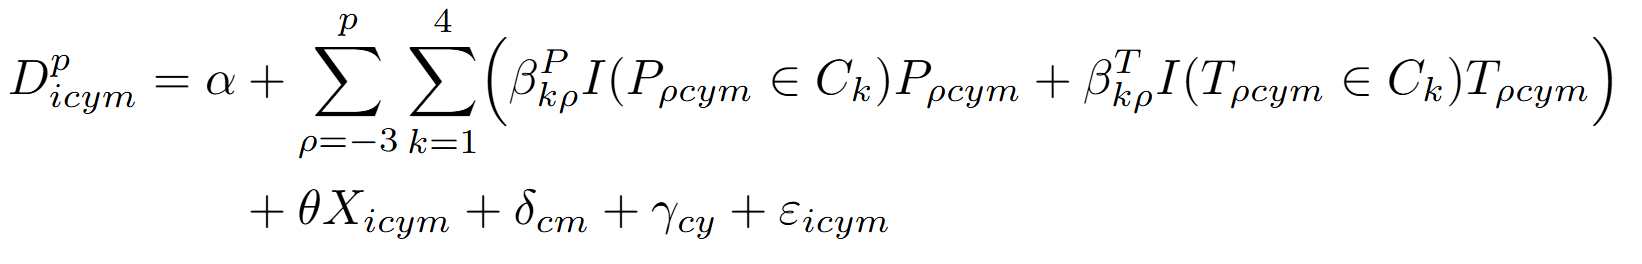 $D^{p}_{icym} = \alpha + \sum_{\rho=-3}^{p} \sum_{k=1}^{4} \Big( \beta^{P}_{k\rho} I(P_{\rho cym} \in C_k) P_{\rho cym} + \beta^{T}_{k\rho} I(T_{\rho cym} \in C_k) T_{\rho cym} \Big)$
$+ \theta X_{icym} + \delta_{cm} + \gamma_{cy} + \varepsilon_{icym}$